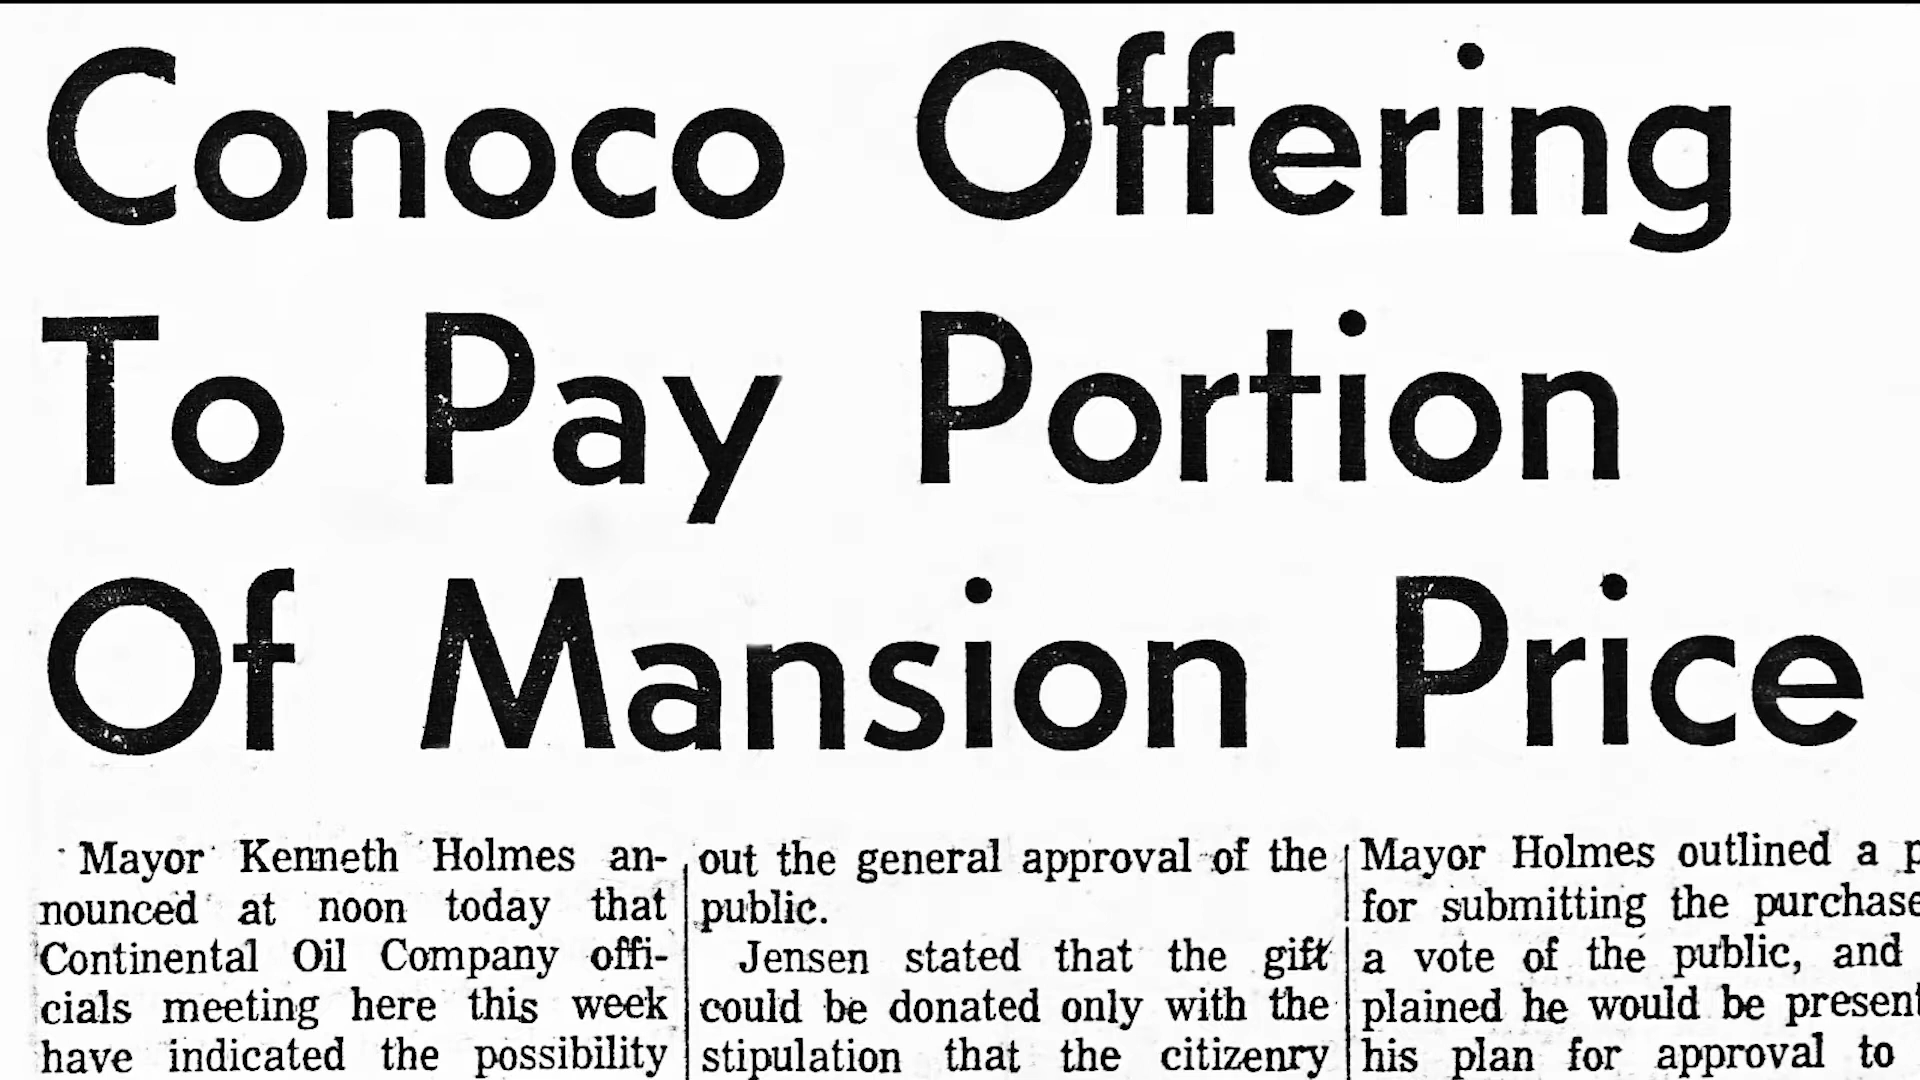 Conoco Offering
To Pay Portion
Of Mansion Price
Mayor Kenneth Holmes an-
nounced at noon today that
Continental Oil Company offi-
cials meeting here this week
have indicated the possibility
out the general approval of the
public.
Jensen stated that the gift
could be donated only with the
stipulation that the citizenry
Mayor Holmes outlined a p
for submitting the purchase
a vote of the public, and
plained he would be present
his plan for approval to